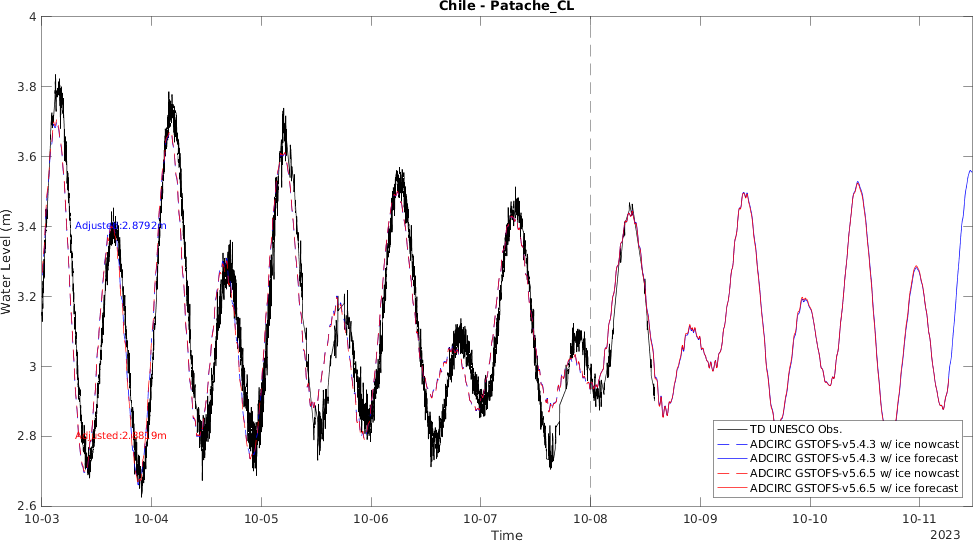 Chile - Patache_CL
4
3.8
3.6
3.4
3.2
3
2.8
2.6
Water Level (m)
Adjusted:2.8792m
10-03
10-04
10-05
10-06
10-07
10-08
10-09
10-10
10-11
Time
2023
TD UNESCO Obs.
ADCIRC GSTOFS-v5.4.3 w/ ice nowcast
ADCIRC GSTOFS-v5.4.3 w/ ice forecast
ADCIRC GSTOFS-v5.6.5 w/ ice nowcast
ADCIRC GSTOFS-v5.6.5 w/ ice forecast